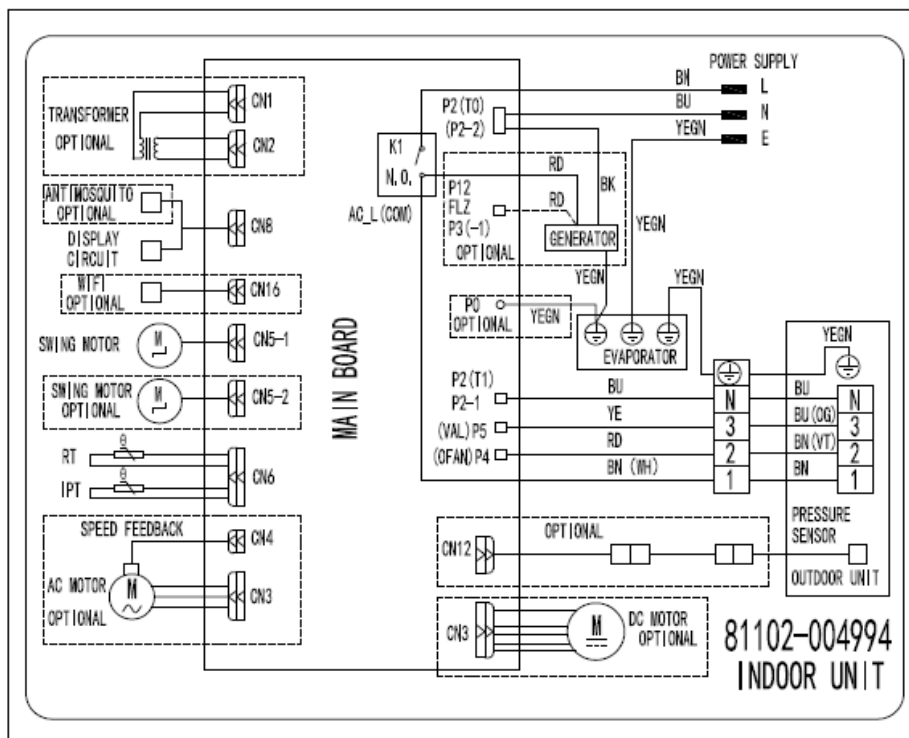 POWER SUPPLY
BN
L
BU
N
YEGN
E
TRANSFORMER
OPTIONAL
CN1
CN2
P2(T0)
(P2-2)
K1
N.O.
AC_L(COM)
RD
BK
P12
FLZ
P3(-1)
OPTIONAL
RD
GENERATOR
YEGN
YEGN
YEGN
ANTIMOSQUITO
OPTIONAL
DISPLAY
CIRCUIT
CN8
WIFI
OPTIONAL
CN16
P0
OPTIONAL
YEGN
EVAPORATOR
YEGN
SWING MOTOR
M
CN5-1
SWING MOTOR
OPTIONAL
M
CN5-2
MAIN BOARD
P2(T1)
P2-1
BU
N
BU
N
(VAL)P5
YE
3
BU(OG)
3
(OFAN)P4
RD
2
BN(VT)
2
BN (WH)
1
BN
1
RT
θ
IPT
θ
CN6
SPEED FEEDBACK
CN4
AC MOTOR
OPTIONAL
M
CN3
OPTIONAL
CN12
PRESSURE
SENSOR
OUTDOOR UNIT
CN3
M
DC MOTOR
OPTIONAL
81102-004994
INDOOR UNIT